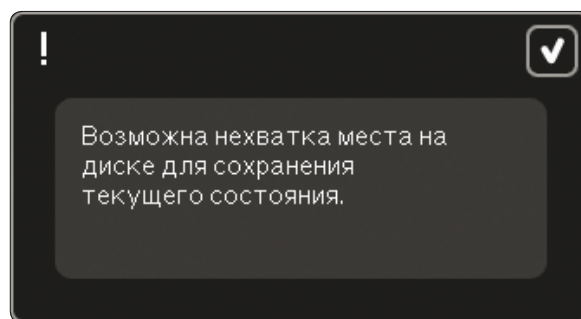 !
Возможна нехватка места на
диске для сохранения
текущего состояния.